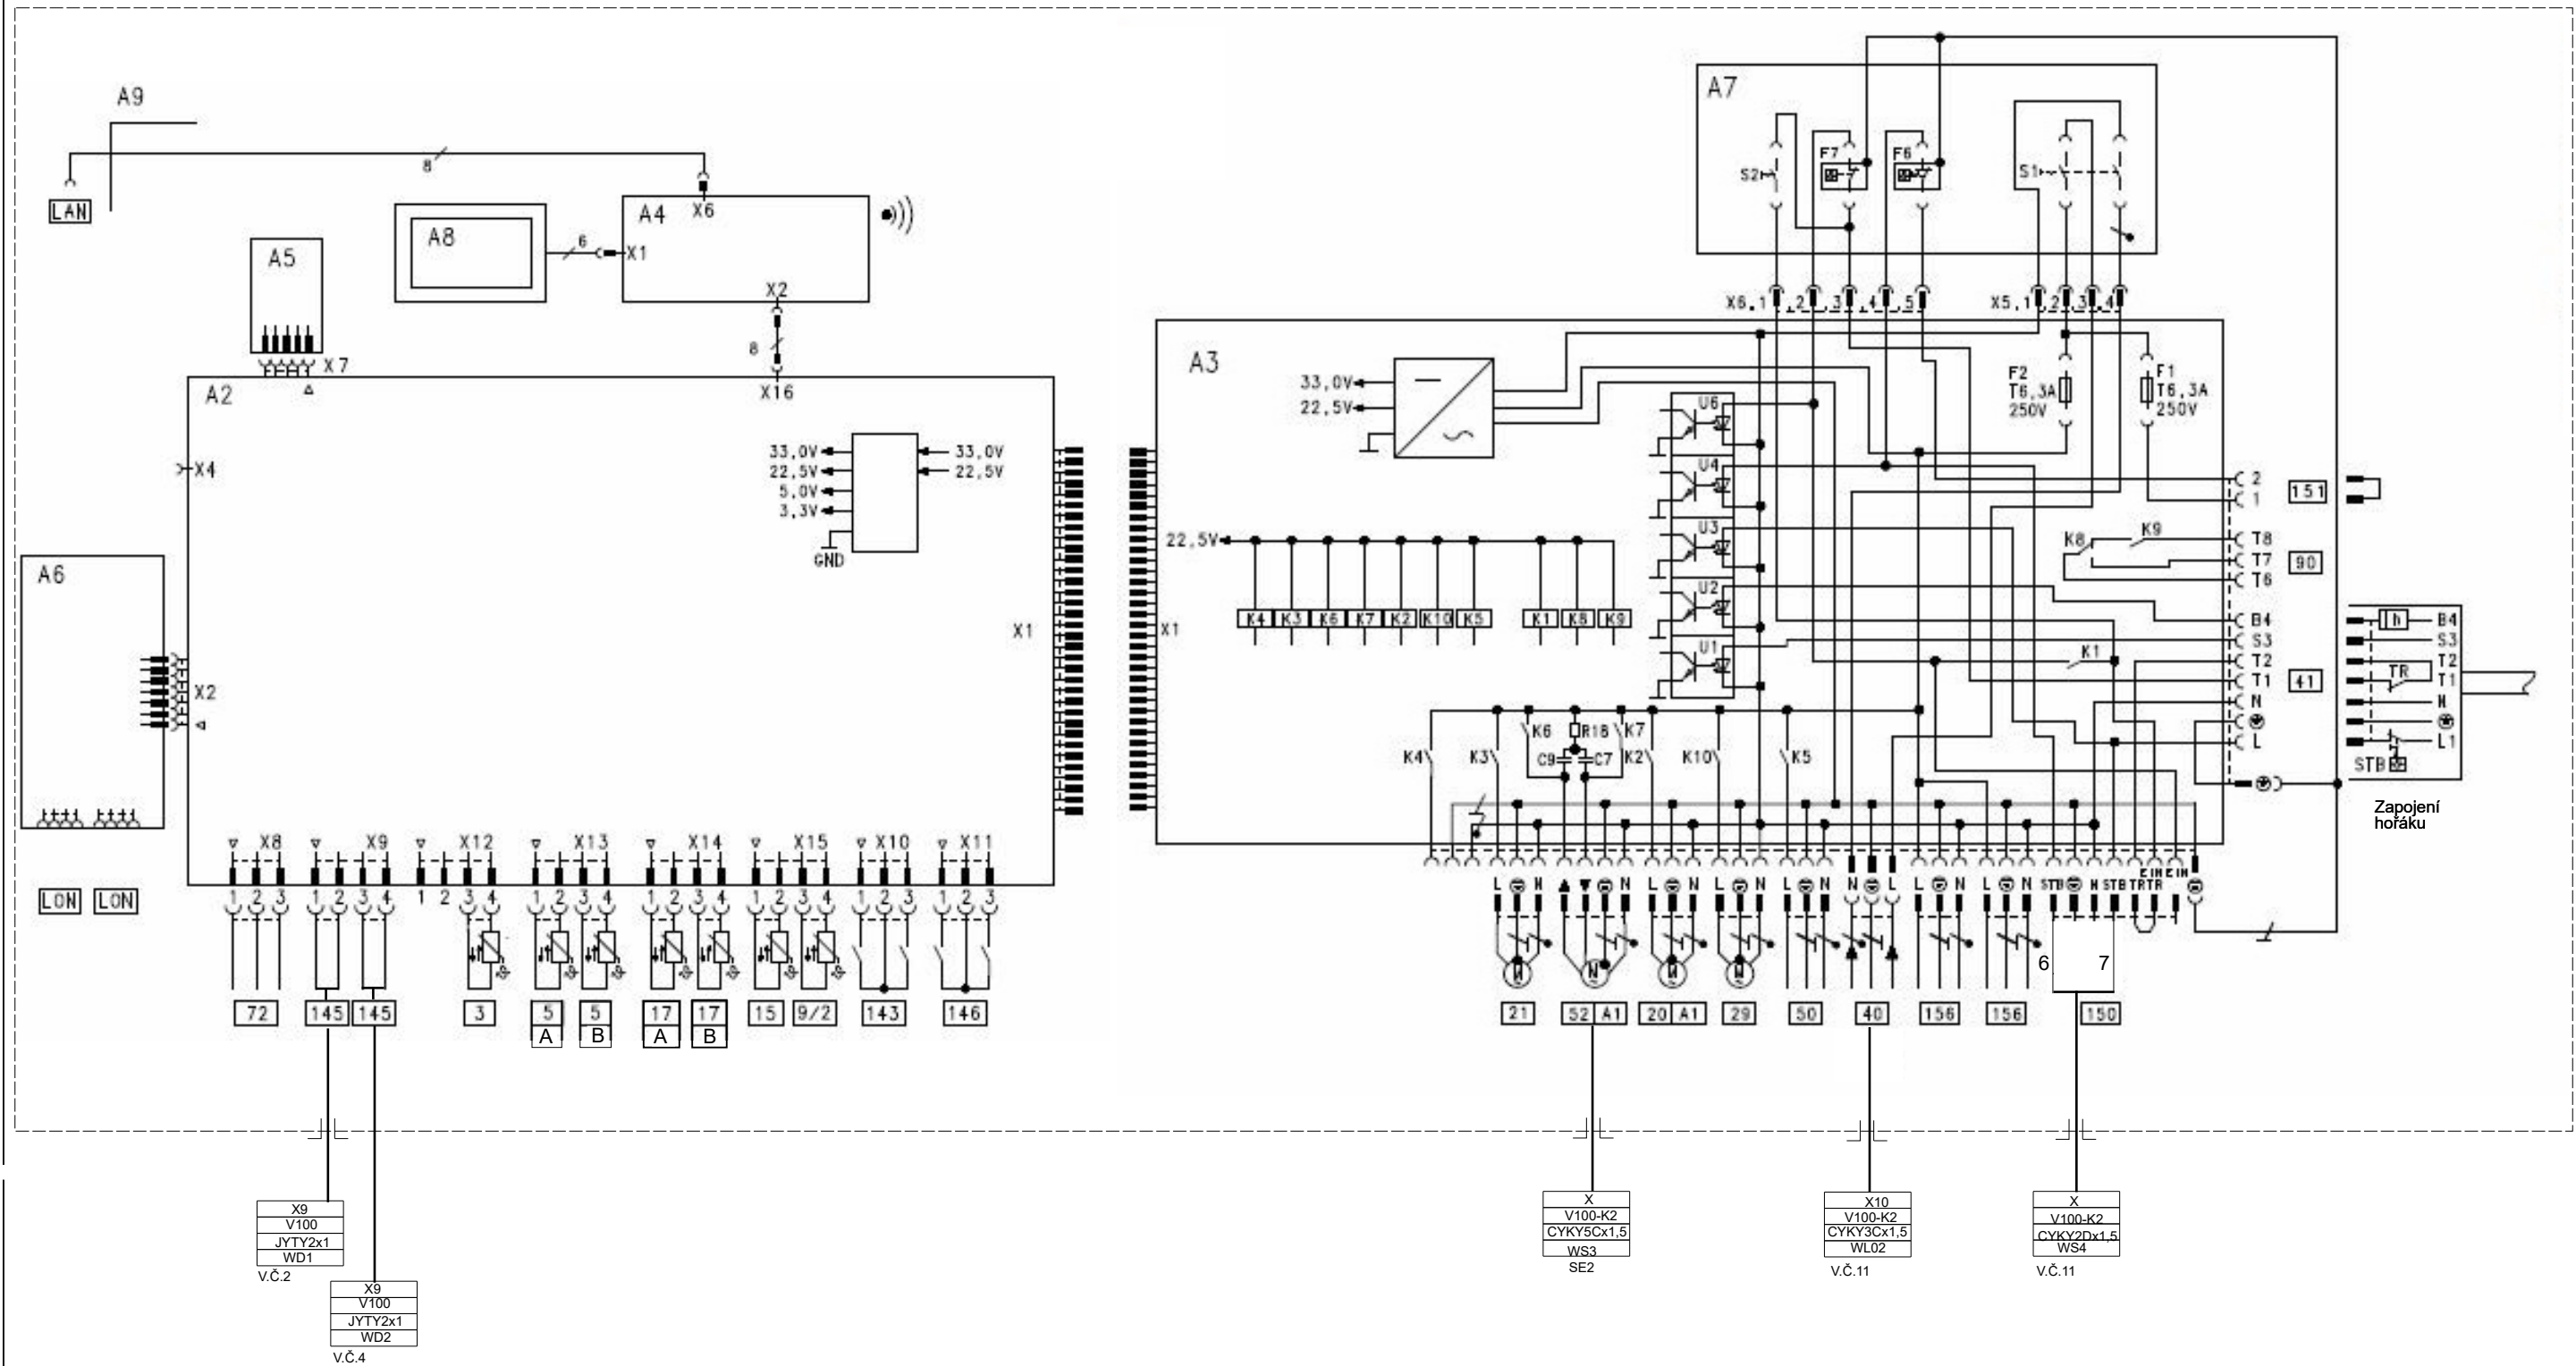 A9
8
LAN
A5
X7
A8
6
A4
X6
X1
X2
8
A2
X16
X4
33,0V
22,5V
5,0V
3,3V
33,0V
22,5V
GND
A6
X2
X1
LON LON
X8 X9 X12 X13 X14 X15 X10 X11
1 2 3 1 2 3 4 1 2 3 4 1 2 3 4 1 2 3 4 1 2 3 4 1 2 3 1 2 3
72 145 145 3 5 5 17 17 15 9/2 143 146
A B A B
A7
S2 F7 F6 S1
X6.1 .2 .3 .4 .5 X5.1 2 3 4
A3
33,0V
22,5V
F2
T6,3A
250V
F1
T6,3A
250V
U6
U4
U3
U2
U1
22,5V
K4 K3 K6 K7 K2 K10 K5 K1 K8 K9
X1
2
1
151
K8 K9
T8
T7
T6
90
K1
B4
S3
T2
T1
N
L
41
h B4
S3
T2
TR T1
N
L1
STB
Zapojení
hořáku
K4 K3 K6 R18 K7 K2 K10 K5
C9 C7
L N N L N L N L N N L L N L N STB N STB TR TR
6 7
21 52 A1 20 A1 29 50 40 156 156 150
X9
V100
JYTY2x1
WD1
V.Č.2
X9
V100
JYTY2x1
WD2
V.Č.4
X
V100-K2
CYKY5Cx1,5
WS3
SE2
X10
V100-K2
CYKY3Cx1,5
WL02
V.Č.11
X
V100-K2
CYKY2Dx1,5
WS4
V.Č.11